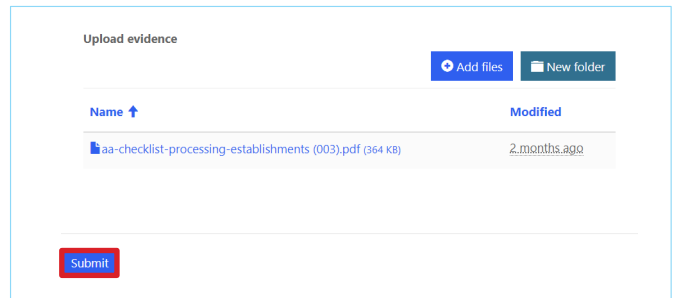 Upload evidence
Add files New folder
Name Modified
aa-checklist-processing-establishments (003).pdf (364 KB) 2 months ago
Submit